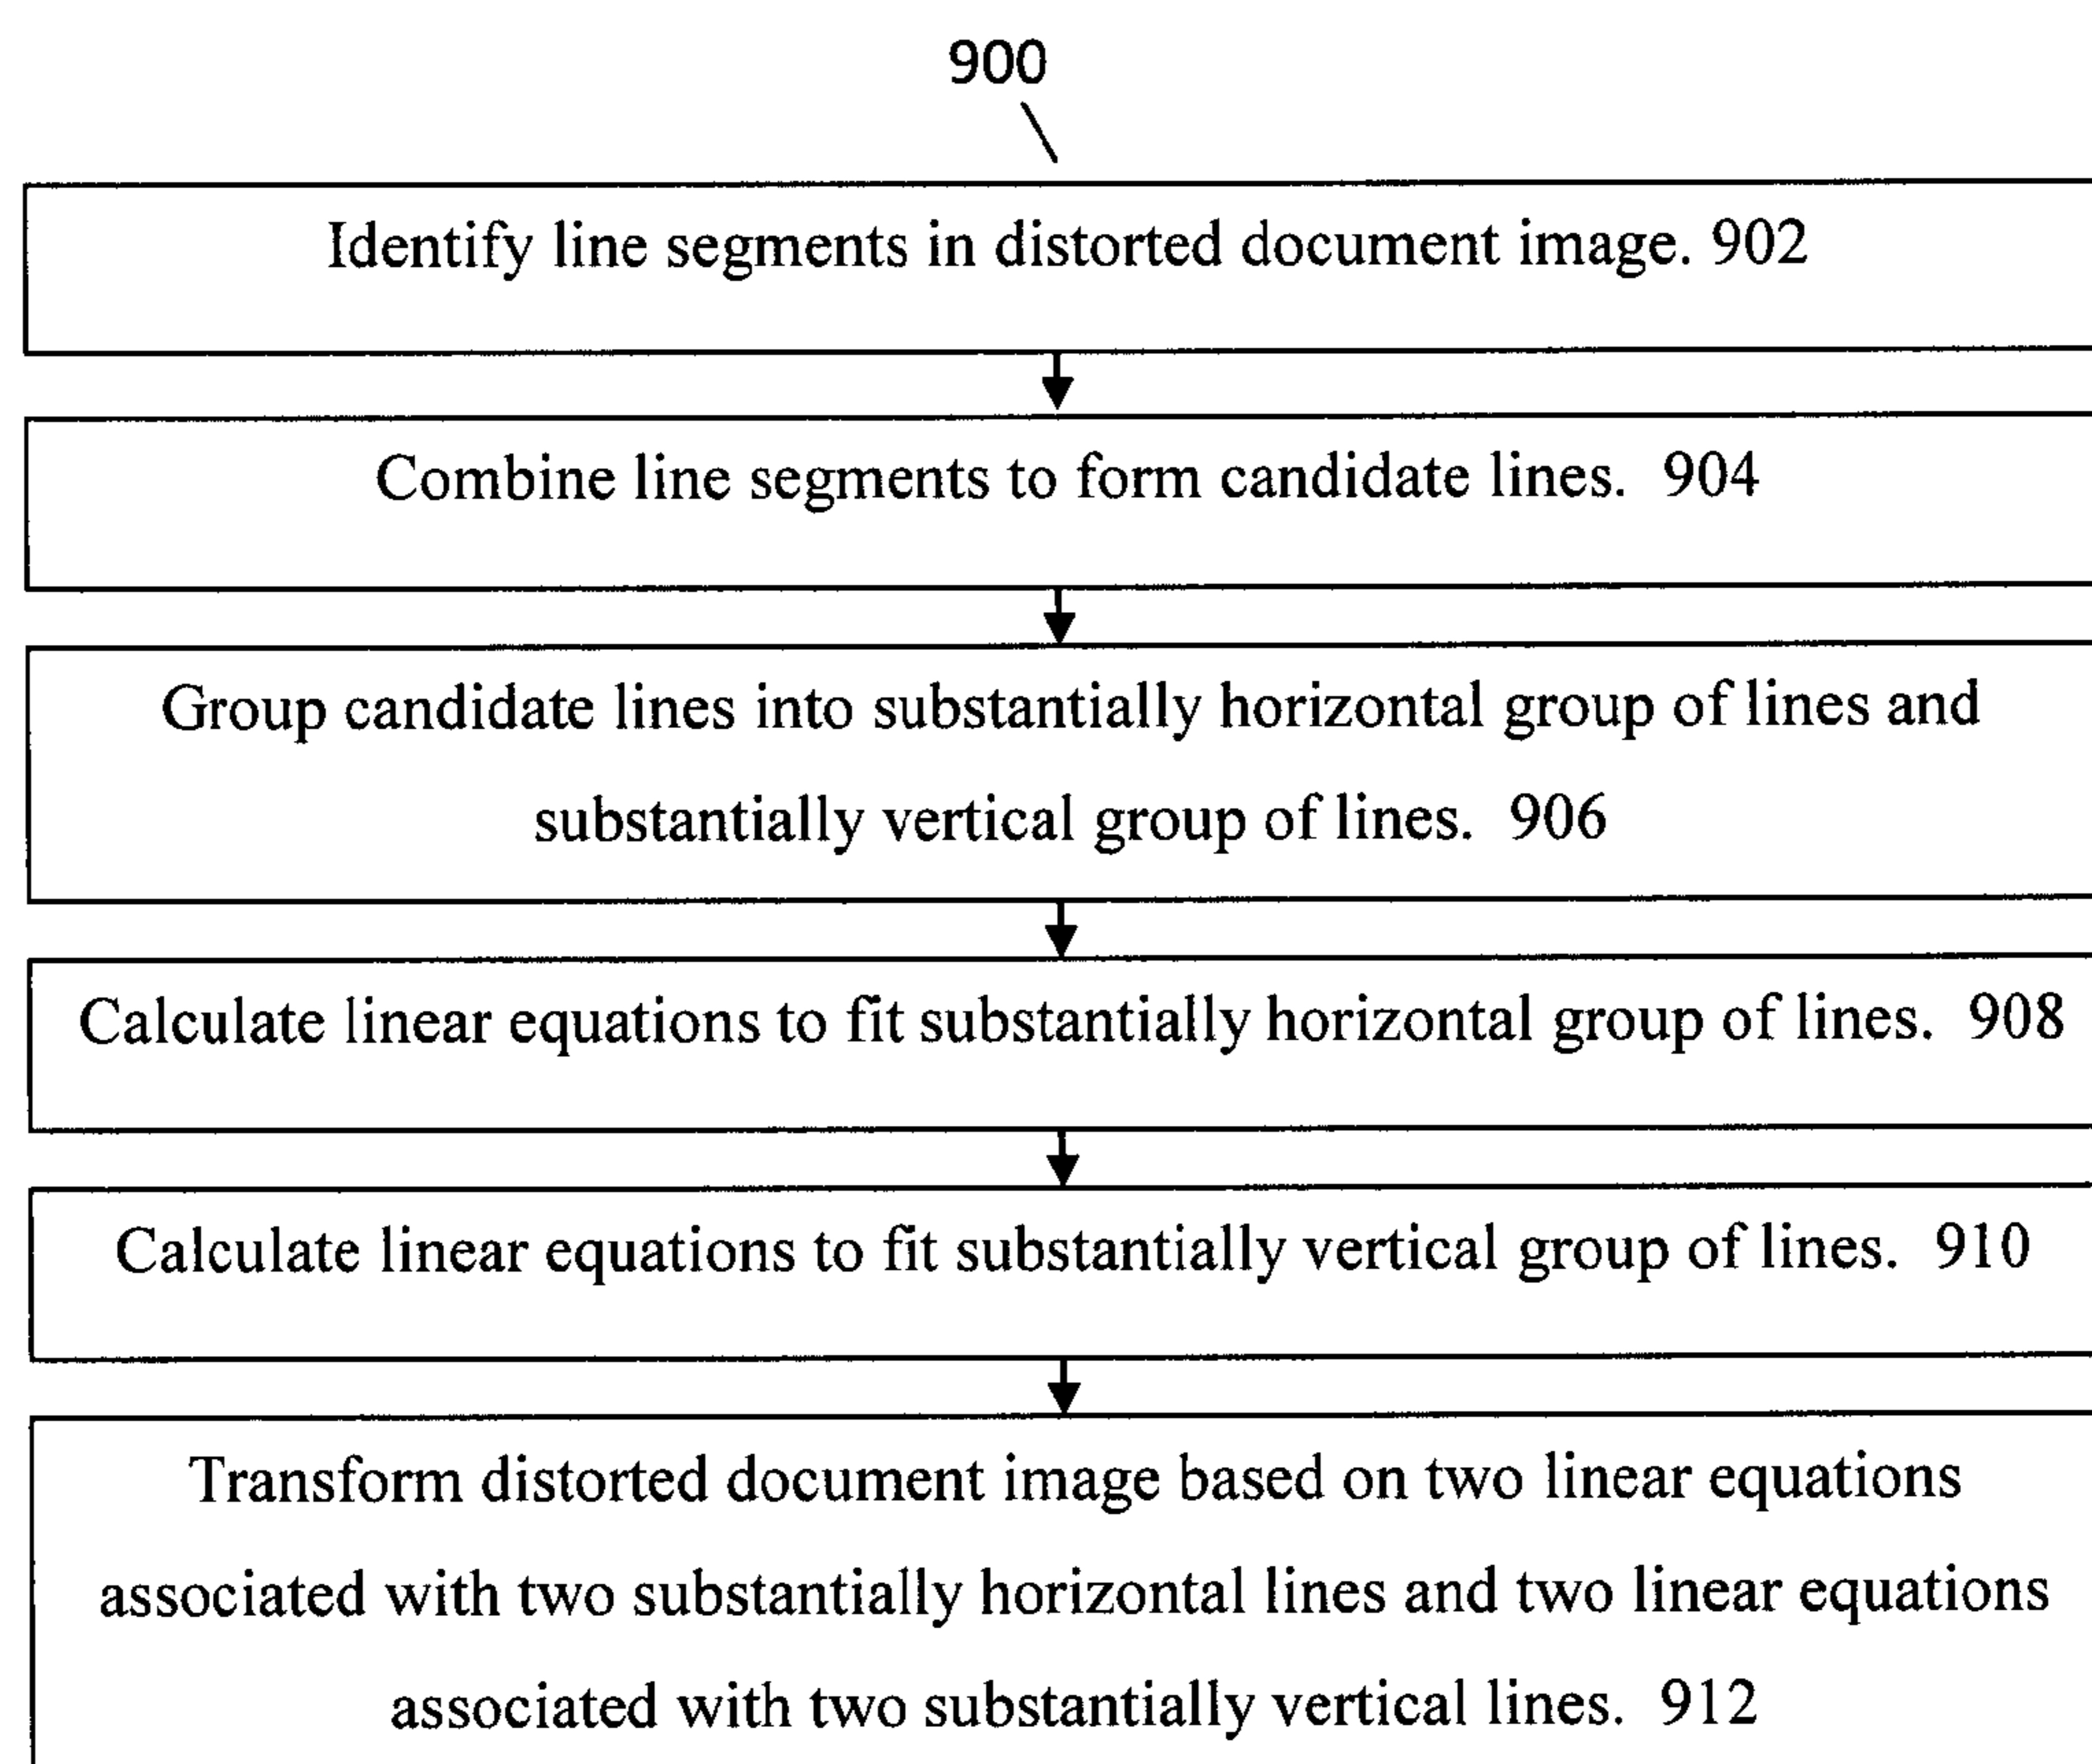 900
Identify line segments in distorted document image. 902
Combine line segments to form candidate lines. 904
Group candidate lines into substantially horizontal group of lines and
substantially vertical group of lines. 906
Calculate linear equations to fit substantially horizontal group of lines. 908
Calculate linear equations to fit substantially vertical group of lines. 910
Transform distorted document image based on two linear equations
associated with two substantially horizontal lines and two linear equations
associated with two substantially vertical lines. 912